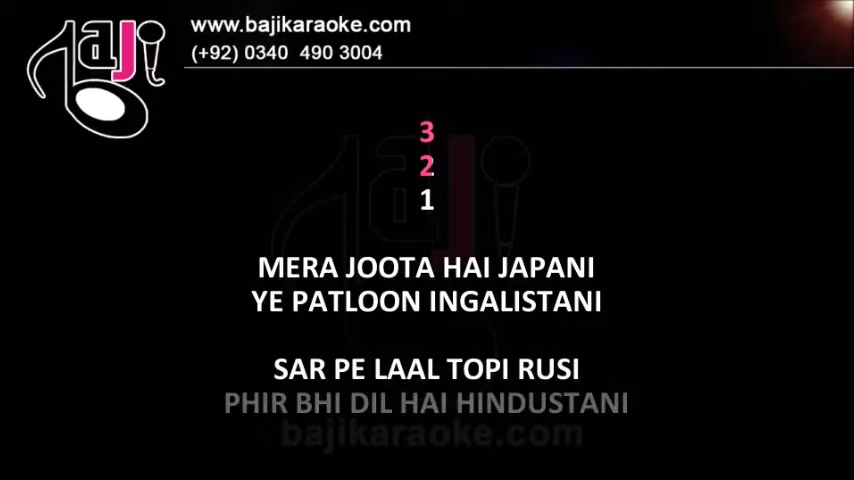 www.bajikaraoke.com
(+92) 0340 490 3004
baji
3
2
1
MERA JOOTA HAI JAPANI
YE PATLOON INGALISTANI
SAR PE LAAL TOPI RUSI
PHIR BHI DIL HAI HINDUSTANI
bajikaraoke.com